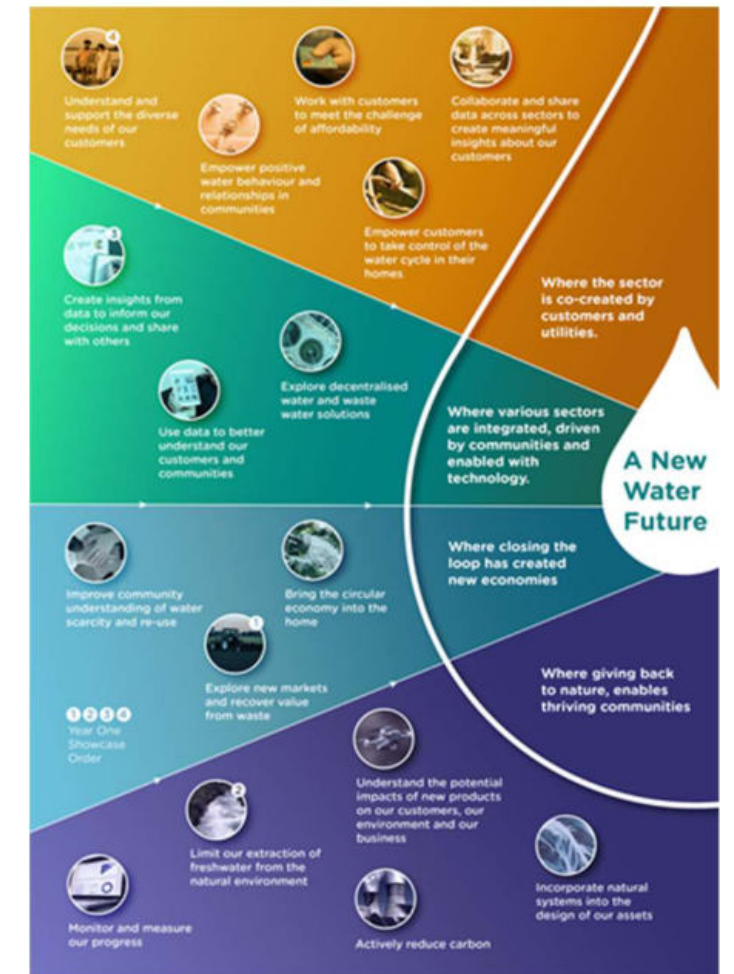 4
Understand and
support the diverse
needs of our
customers
Empower positive
water behaviour and
relationships in
communities
Work with customers
to meet the challenge
of affordability
Collaborate and share
data across sectors to
create meaningful
insights about our
customers
Empower customers
to take control of the
water cycle in their
homes
Where the sector
is co-created by
customers and
utilities.
3
Create insights from
data to inform our
decisions and share
with others
Use data to better
understand our
customers and
communities
Explore decentralised
water and waste
water solutions
Where various sectors
are integrated, driven
by communities and
enabled with
technology.
A New
Water
Future
Improve community
understanding of water
scarcity and re-use
1
Explore new markets
and recover value
from waste
Bring the circular
economy into the
home
Where closing the
loop has created
new economies
1 2 3 4
Year One
Showcase
Order
Where giving back
to nature, enables
thriving communities
Monitor and measure
our progress
2
Limit our extraction of
freshwater from the
natural environment
Understand the potential
impacts of new products
on our customers, our
environment and our
business
Actively reduce carbon
Incorporate natural
systems into the
design of our assets